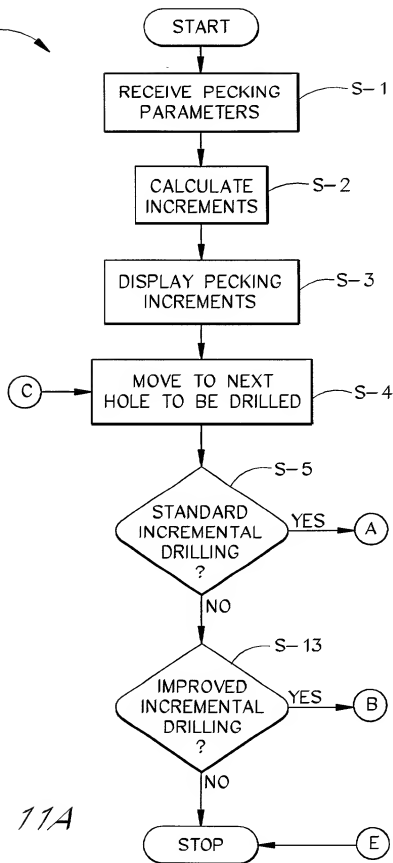 START
RECEIVE PECKING
PARAMETERS
S-1
CALCULATE
INCREMENTS
S-2
DISPLAY PECKING
INCREMENTS
S-3
C
MOVE TO NEXT
HOLE TO BE DRILLED
S-4
S-5
STANDARD
INCREMENTAL
DRILLING
?
YES
A
NO
S-13
IMPROVED
INCREMENTAL
DRILLING
?
YES
B
NO
11A
STOP
E